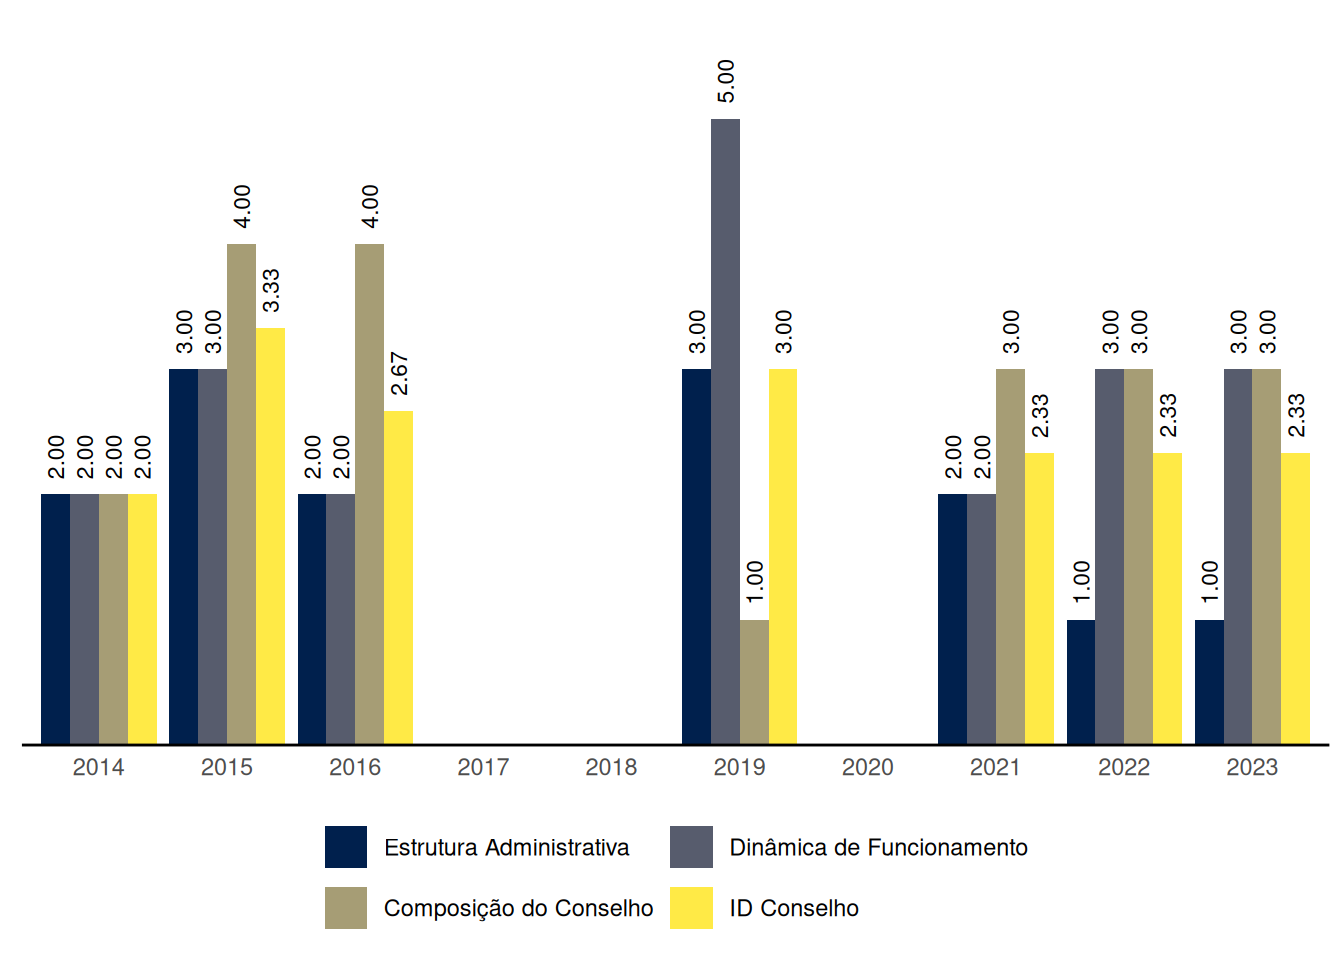 5.00
4.00 4.00
3.33
3.00 3.00 3.00 3.00 3.00 3.00 3.00 3.00 3.00
2.67
2.33 2.33 2.33
2.00 2.00 2.00 2.00 2.00 2.00 2.00 2.00
1.00 1.00 1.00
2014 2015 2016 2017 2018 2019 2020 2021 2022 2023
Estrutura Administrativa Dinâmica de Funcionamento
Composição do Conselho ID Conselho